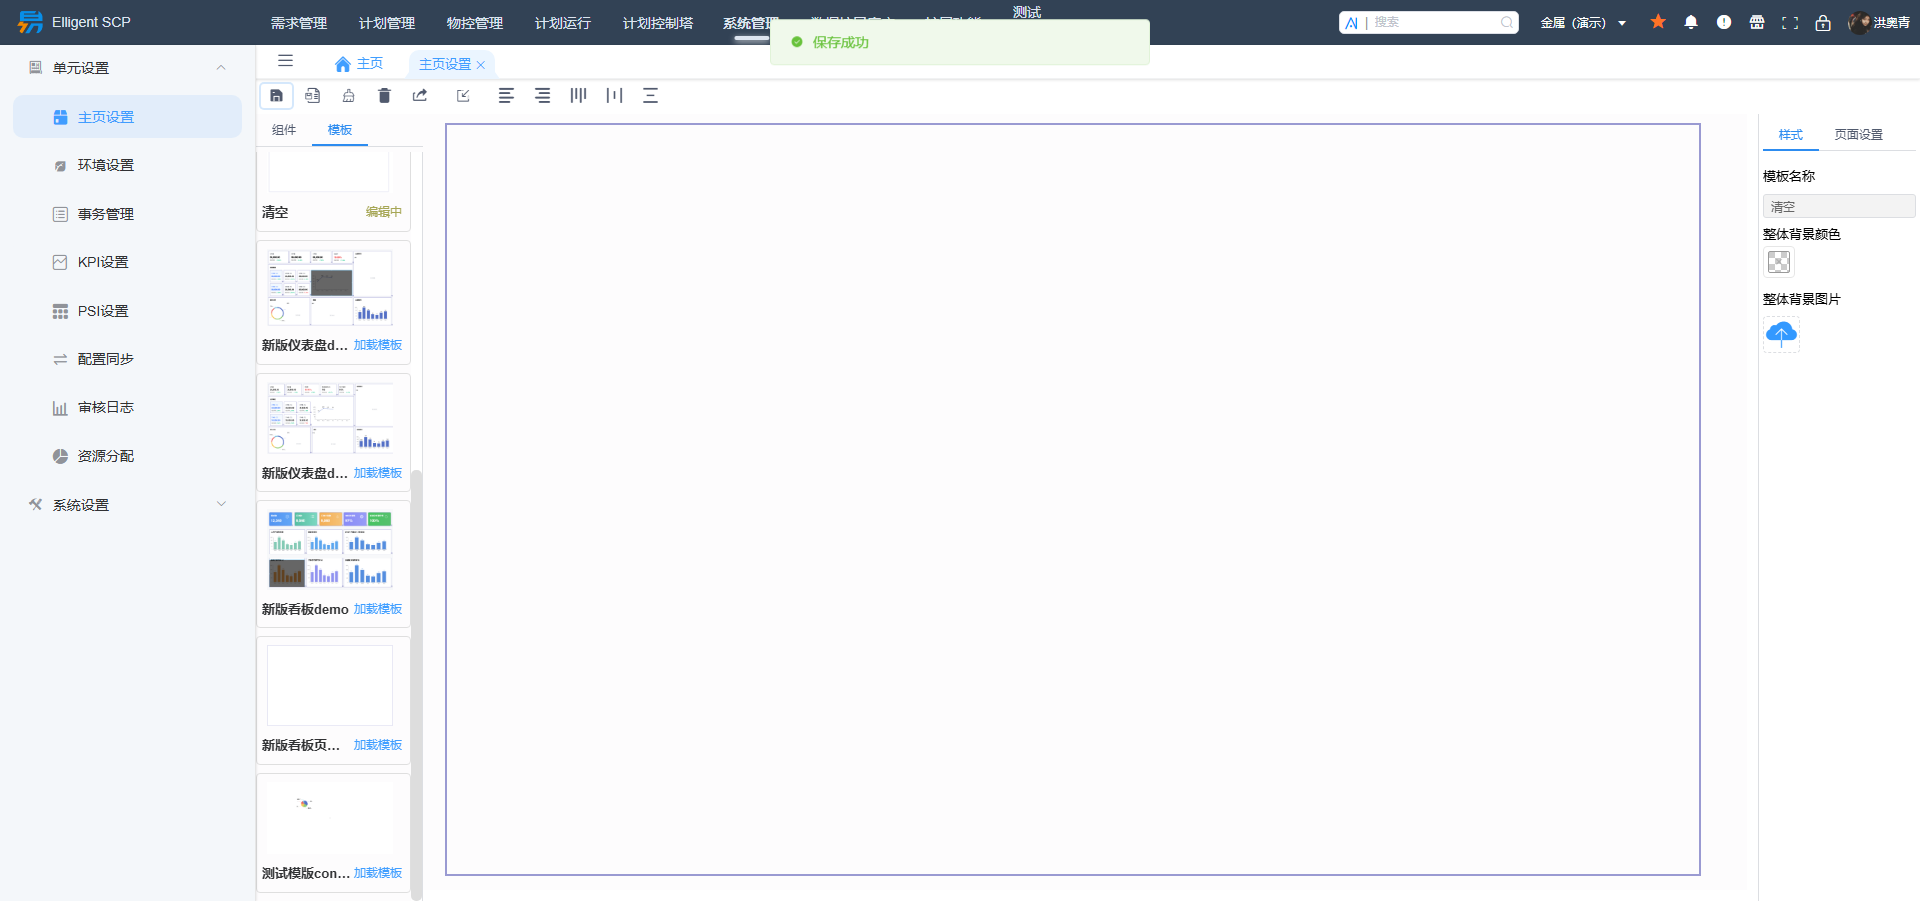 Elligent SCP
需求管理
计划管理
物控管理
计划运行
计划控制塔
系统管理
测试
保存成功
AI | 搜索
金属（演示）
洪奥青
单元设置
主页设置
环境设置
事务管理
KPI设置
PSI设置
配置同步
审核日志
资源分配
系统设置
主页
主页设置
组件
模板
清空 编辑中
新版仪表盘d... 加载模板
新版仪表盘d... 加载模板
新版看板demo 加载模板
新版看板页... 加载模板
测试模版con... 加载模板
样式
页面设置
模板名称
清空
整体背景颜色
整体背景图片